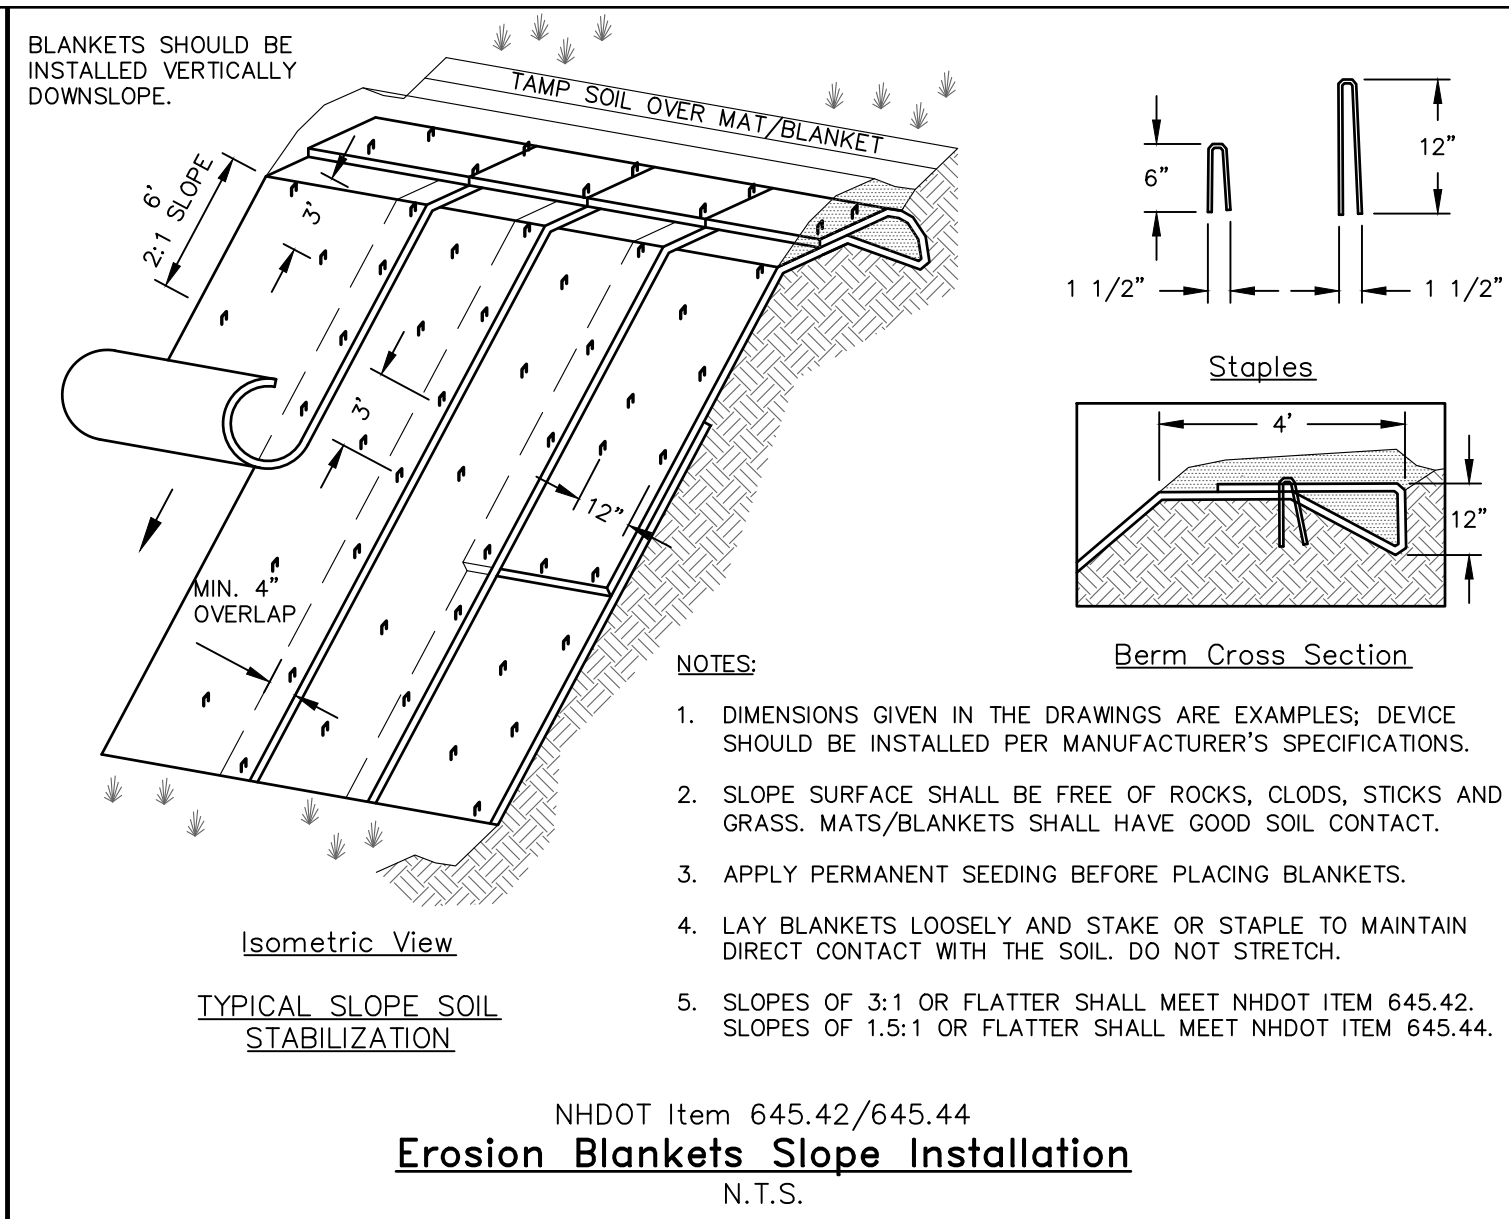 BLANKETS SHOULD BE
INSTALLED VERTICALLY
DOWNSLOPE.
TAMP SOIL OVER MAT/BLANKET
6'
2:1 SLOPE
3'
3'
12"
MIN. 4"
OVERLAP
Isometric View
TYPICAL SLOPE SOIL
STABILIZATION
6"
12"
1 1/2"
1 1/2"
Staples
4'
12"
Berm Cross Section
NOTES:
1. DIMENSIONS GIVEN IN THE DRAWINGS ARE EXAMPLES; DEVICE
SHOULD BE INSTALLED PER MANUFACTURER'S SPECIFICATIONS.
2. SLOPE SURFACE SHALL BE FREE OF ROCKS, CLODS, STICKS AND
GRASS. MATS/BLANKETS SHALL HAVE GOOD SOIL CONTACT.
3. APPLY PERMANENT SEEDING BEFORE PLACING BLANKETS.
4. LAY BLANKETS LOOSELY AND STAKE OR STAPLE TO MAINTAIN
DIRECT CONTACT WITH THE SOIL. DO NOT STRETCH.
5. SLOPES OF 3:1 OR FLATTER SHALL MEET NHDOT ITEM 645.42.
SLOPES OF 1.5:1 OR FLATTER SHALL MEET NHDOT ITEM 645.44.
NHDOT Item 645.42/645.44
Erosion Blankets Slope Installation
N.T.S.